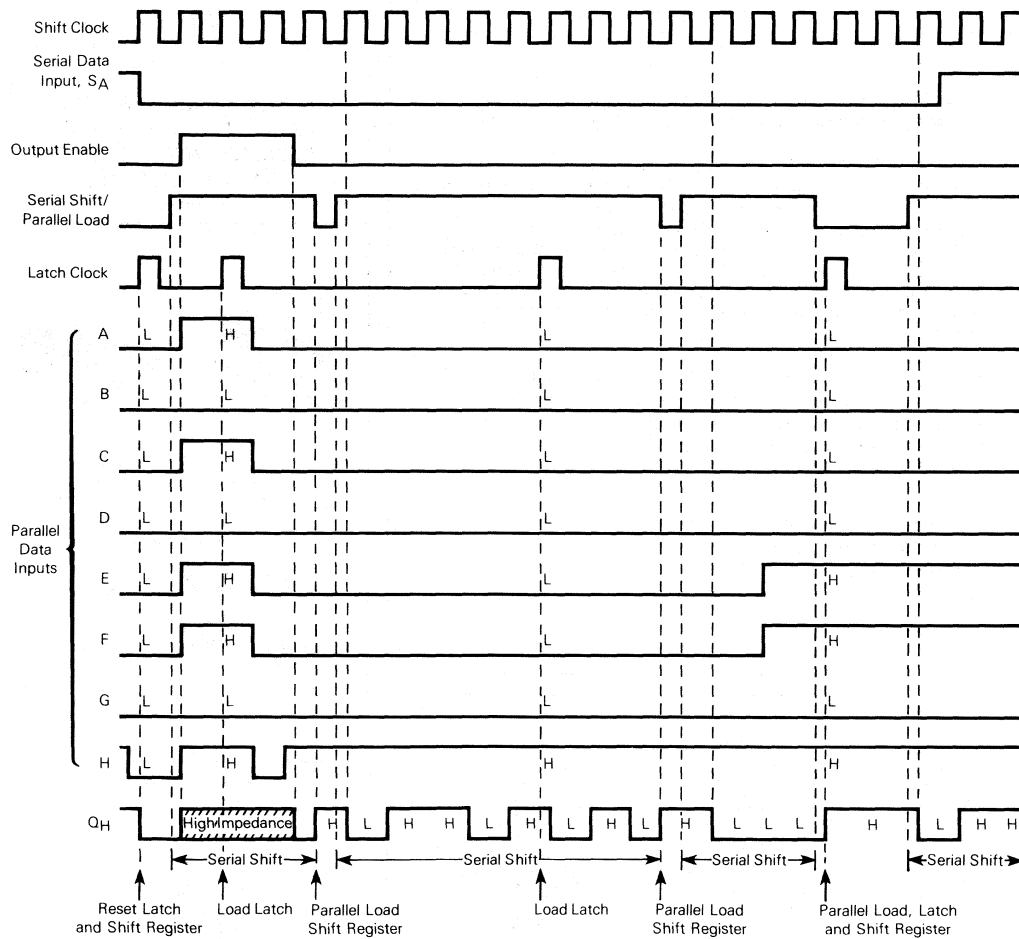 Shift Clock
Serial Data
Input, SA
Output Enable
Serial Shift/
Parallel Load
Latch Clock
Parallel
Data
Inputs
A L H L L
B L L L L
C L H L L
D L L L L
E L H L H
F L H L H
G L L L L
H L H H H
QH High Impedance H L H H L H L H L H L L L H L H H
Serial Shift Serial Shift Serial Shift Serial Shift
Reset Latch
and Shift Register
Load Latch
Parallel Load
Shift Register
Load Latch
Parallel Load
Shift Register
Parallel Load, Latch
and Shift Register